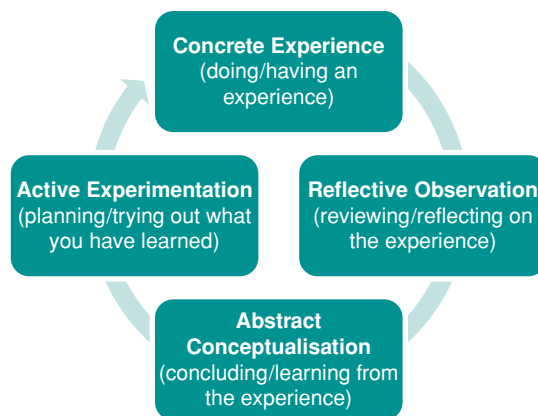 Concrete Experience
(doing/having an
experience)
Active Experimentation
(planning/trying out what
you have learned)
Reflective Observation
(reviewing/reflecting on
the experience)
Abstract
Conceptualisation
(concluding/learning from
the experience)